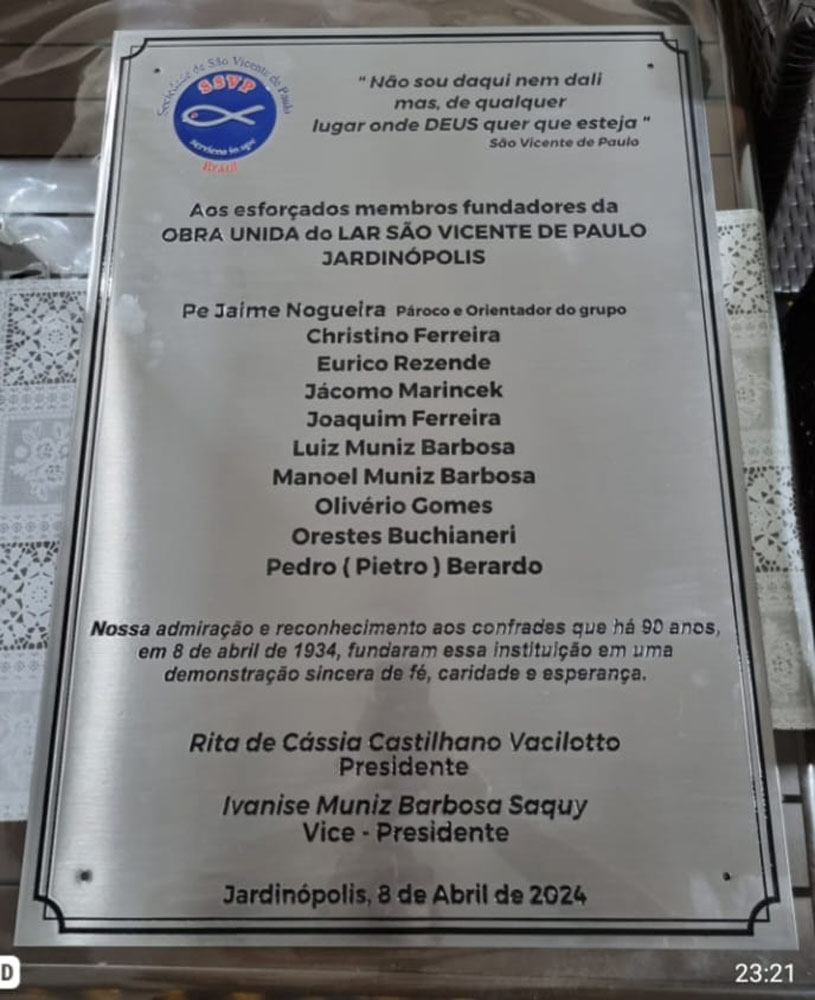 Sociedade de São Vicente de Paulo
SSVP
serviens in spe
Brasil
" Não sou daqui nem dali
mas, de qualquer
lugar onde DEUS quer que esteja "
São Vicente de Paulo
Aos esforçados membros fundadores da
OBRA UNIDA do LAR SÃO VICENTE DE PAULO
JARDINÓPOLIS
Pe Jaime Nogueira Pároco e Orientador do grupo
Christino Ferreira
Eurico Rezende
Jácomo Marincek
Joaquim Ferreira
Luiz Muniz Barbosa
Manoel Muniz Barbosa
Olivério Gomes
Orestes Buchianeri
Pedro ( Pietro ) Berardo
Nossa admiração e reconhecimento aos confrades que há 90 anos,
em 8 de abril de 1934, fundaram essa instituição em uma
demonstração sincera de fé, caridade e esperança.
Rita de Cássia Castilhano Vacilotto
Presidente
Ivanise Muniz Barbosa Saquy
Vice - Presidente
Jardinópolis, 8 de Abril de 2024
D
23:21